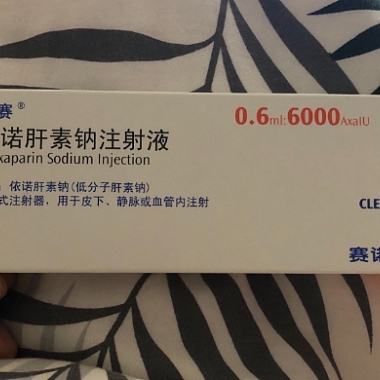 赛®
0.6ml:6000AxaIU
诺肝素钠注射液
xaparin Sodium Injection
：依诺肝素钠(低分子肝素钠)
式注射器，用于皮下、静脉或血管内注射
CLE
赛诺